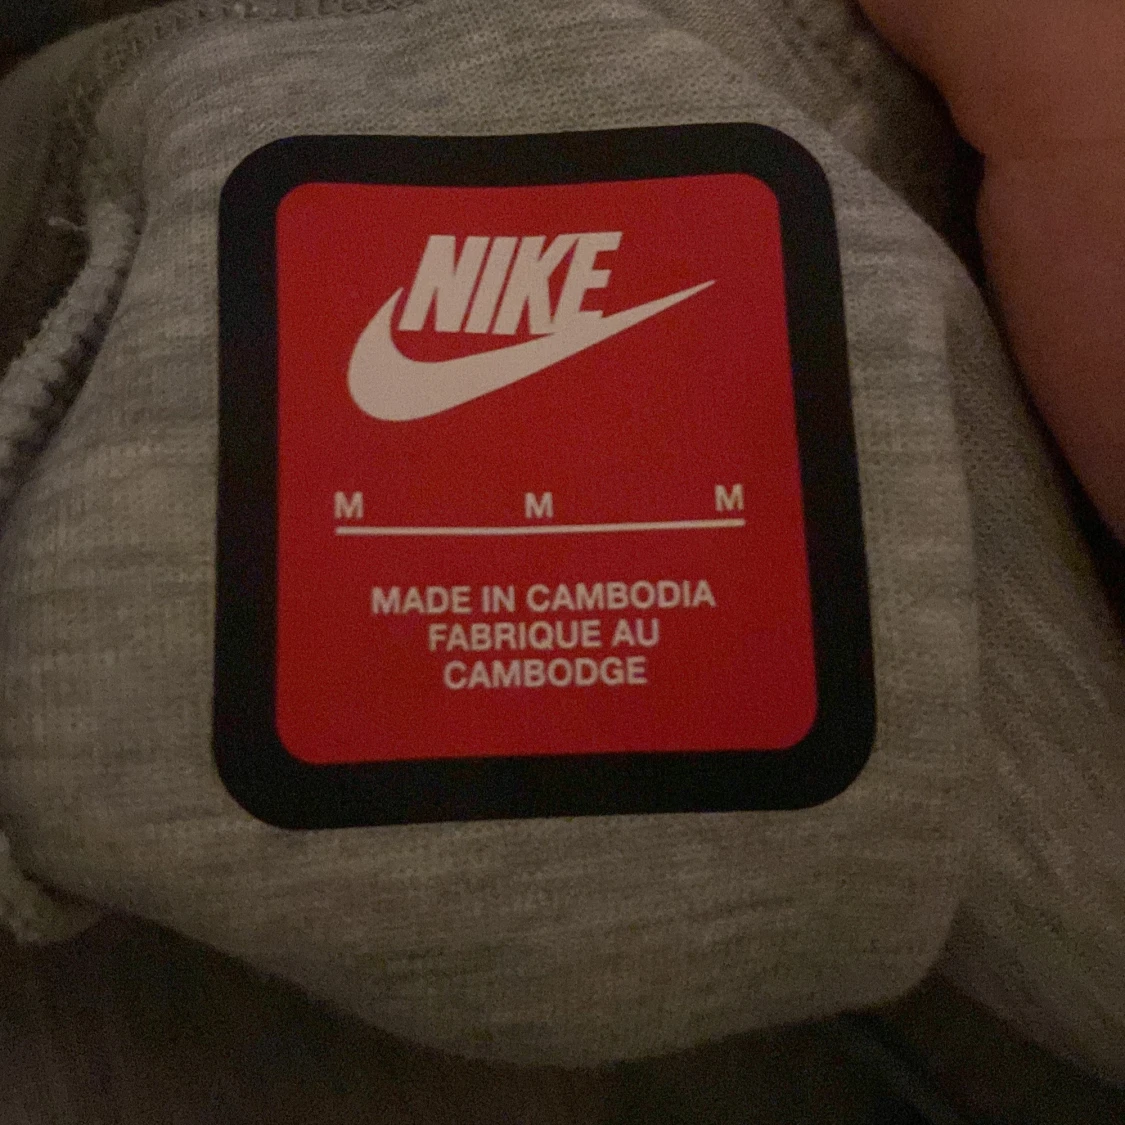 NIKE
M M M
MADE IN CAMBODIA
FABRIQUE AU
CAMBODGE